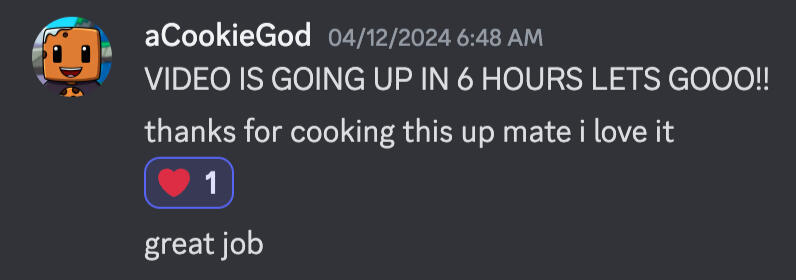 aCookieGod 04/12/2024 6:48 AM
VIDEO IS GOING UP IN 6 HOURS LETS GOOO!!
thanks for cooking this up mate i love it
❤️ 1
great job